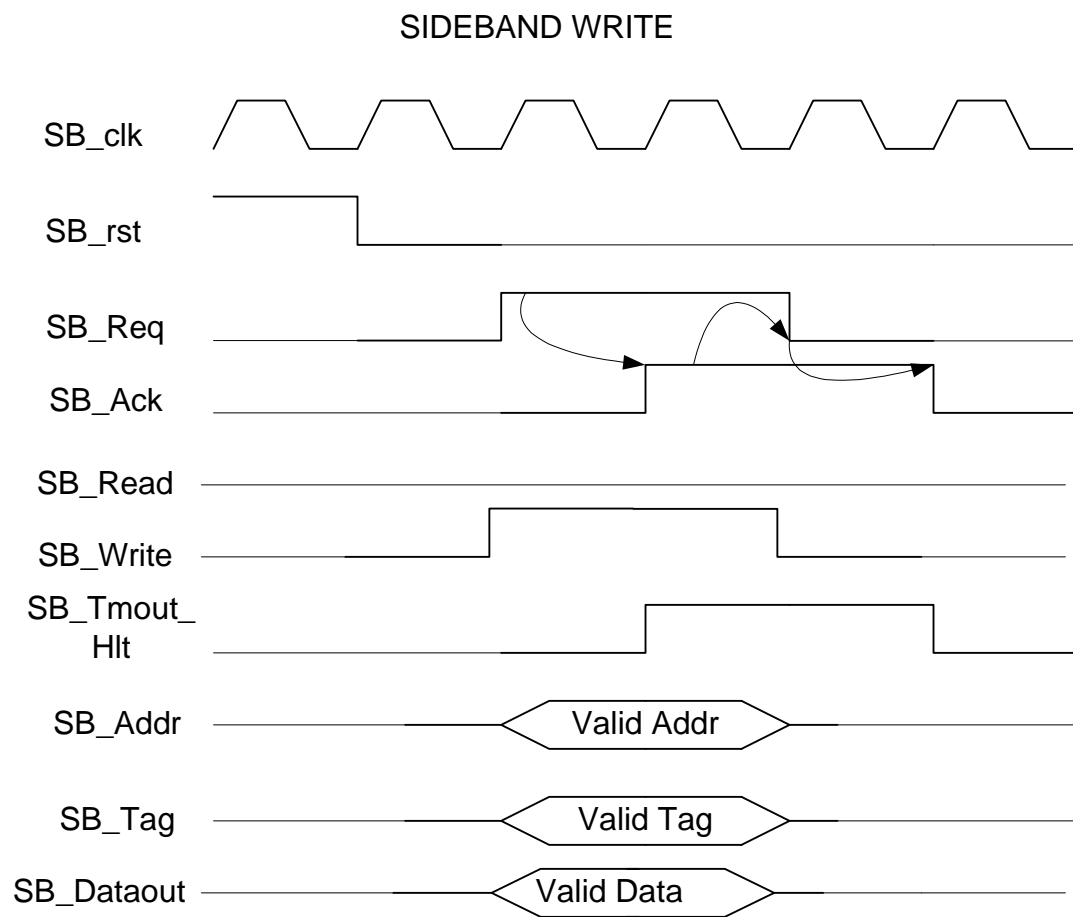 SIDEBAND WRITE
SB_clk
SB_rst
SB_Req
SB_Ack
SB_Read
SB_Write
SB_Tmout_
Hlt
SB_Addr
Valid Addr
SB_Tag
Valid Tag
SB_Dataout
Valid Data